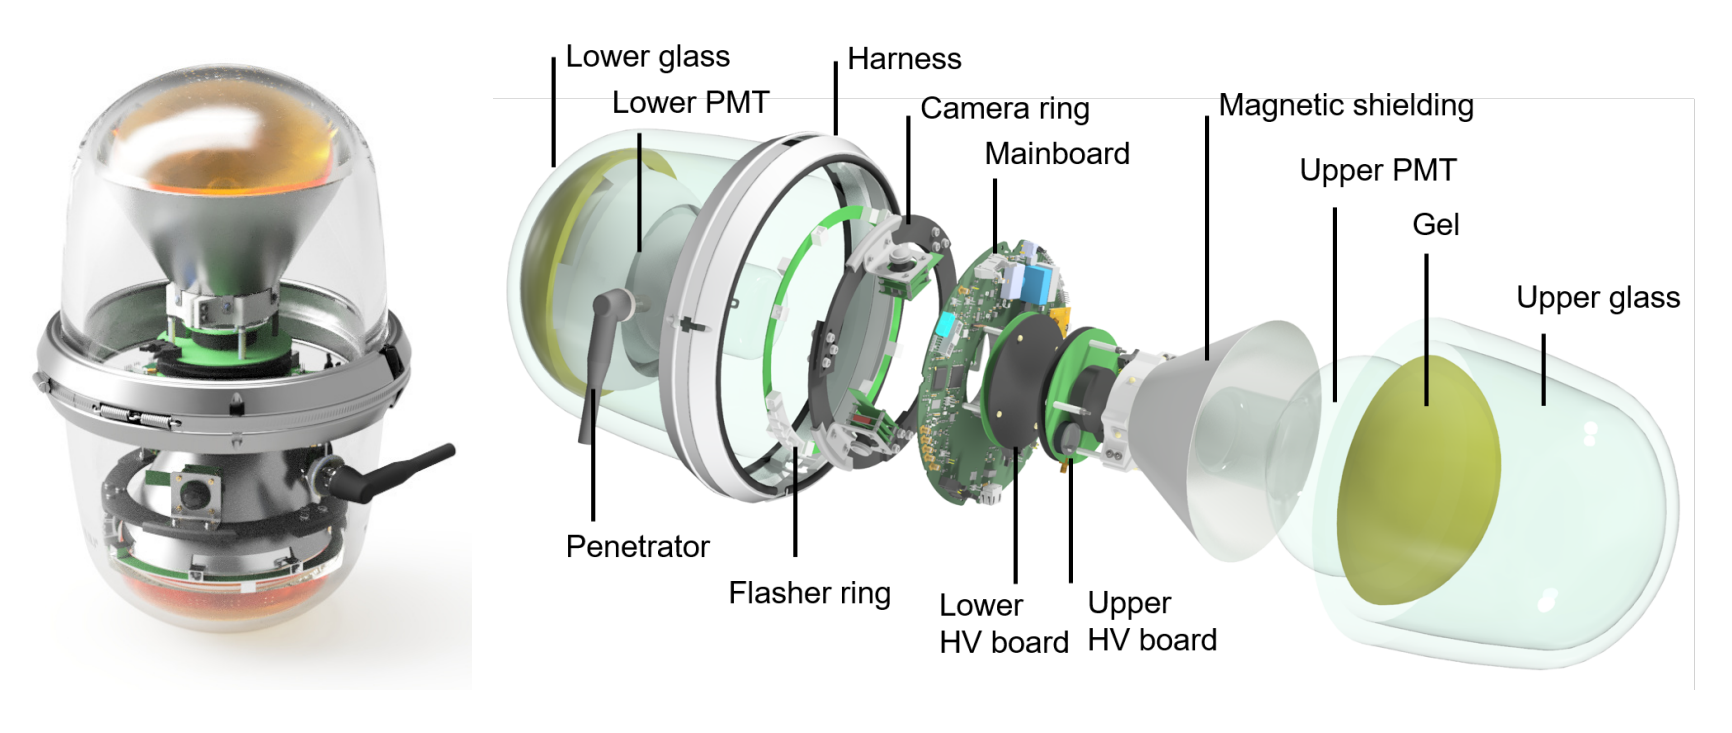 Lower glass
Harness
Lower PMT
Camera ring
Magnetic shielding
Mainboard
Upper PMT
Gel
Upper glass
Penetrator
Flasher ring
Lower
HV board
Upper
HV board